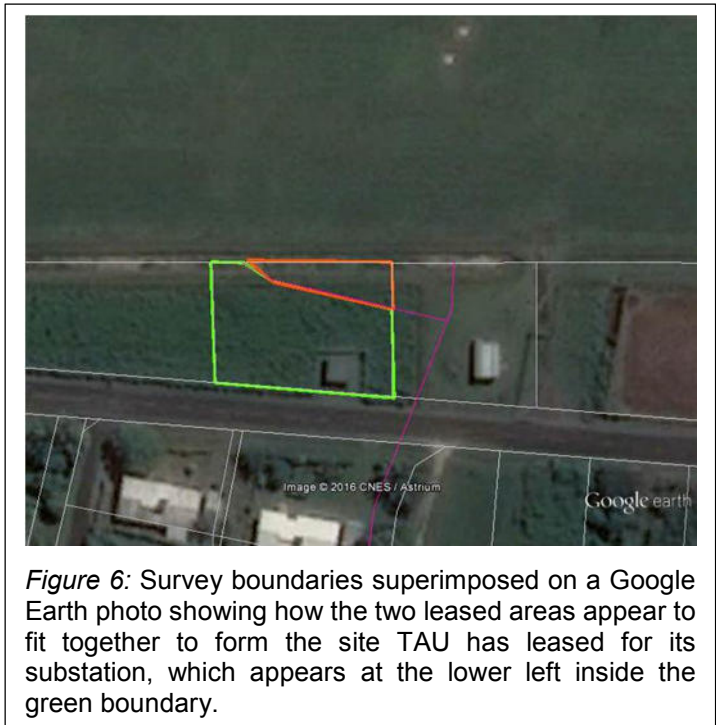 Image © 2016 CNES / Astrium
Google earth
Figure 6: Survey boundaries superimposed on a Google
Earth photo showing how the two leased areas appear to
fit together to form the site TAU has leased for its
substation, which appears at the lower left inside the
green boundary.